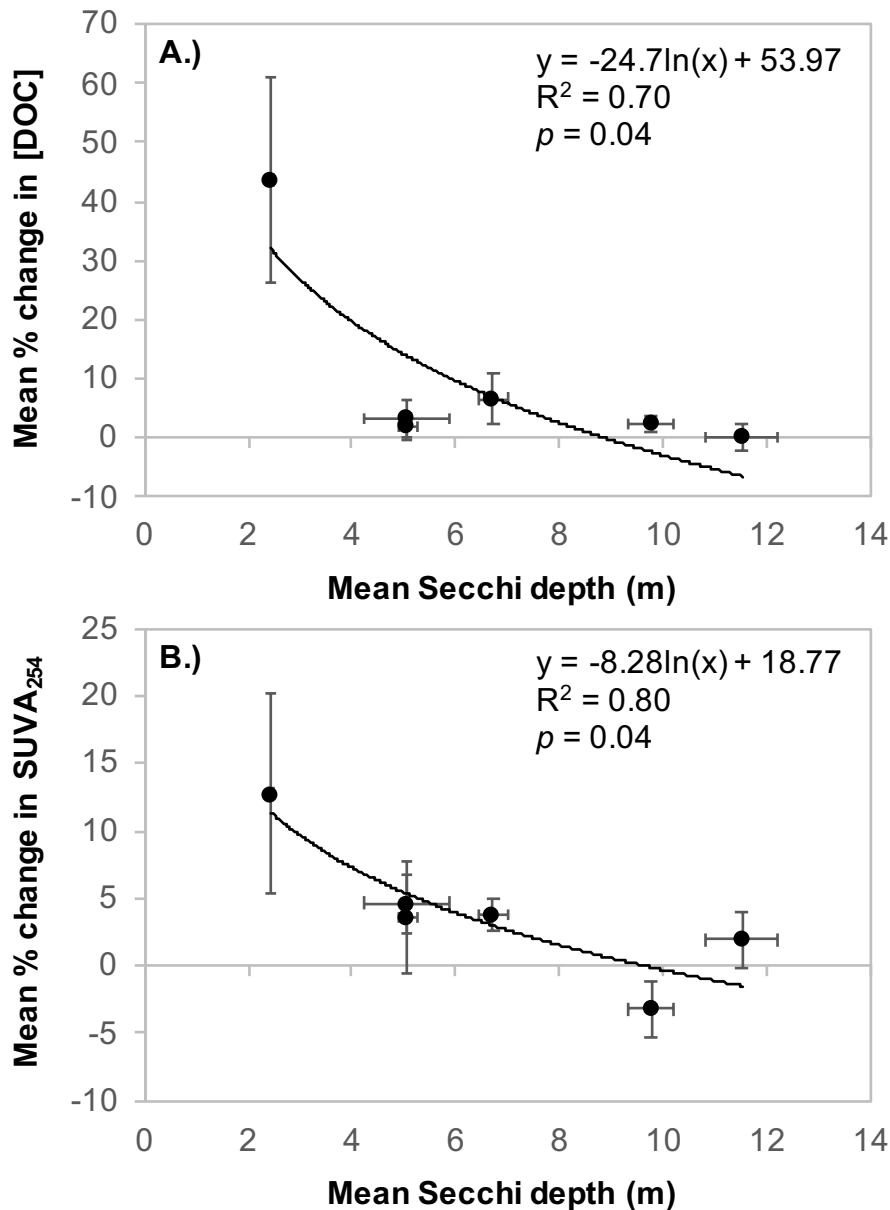 A.)
y = -24.7ln(x) + 53.97
R² = 0.70
p = 0.04
Mean % change in [DOC]
70
60
50
40
30
20
10
0
-10
0 2 4 6 8 10 12 14
Mean Secchi depth (m)
B.)
y = -8.28ln(x) + 18.77
R² = 0.80
p = 0.04
Mean % change in SUVA₂₅₄
25
20
15
10
5
0
-5
-10
0 2 4 6 8 10 12 14
Mean Secchi depth (m)